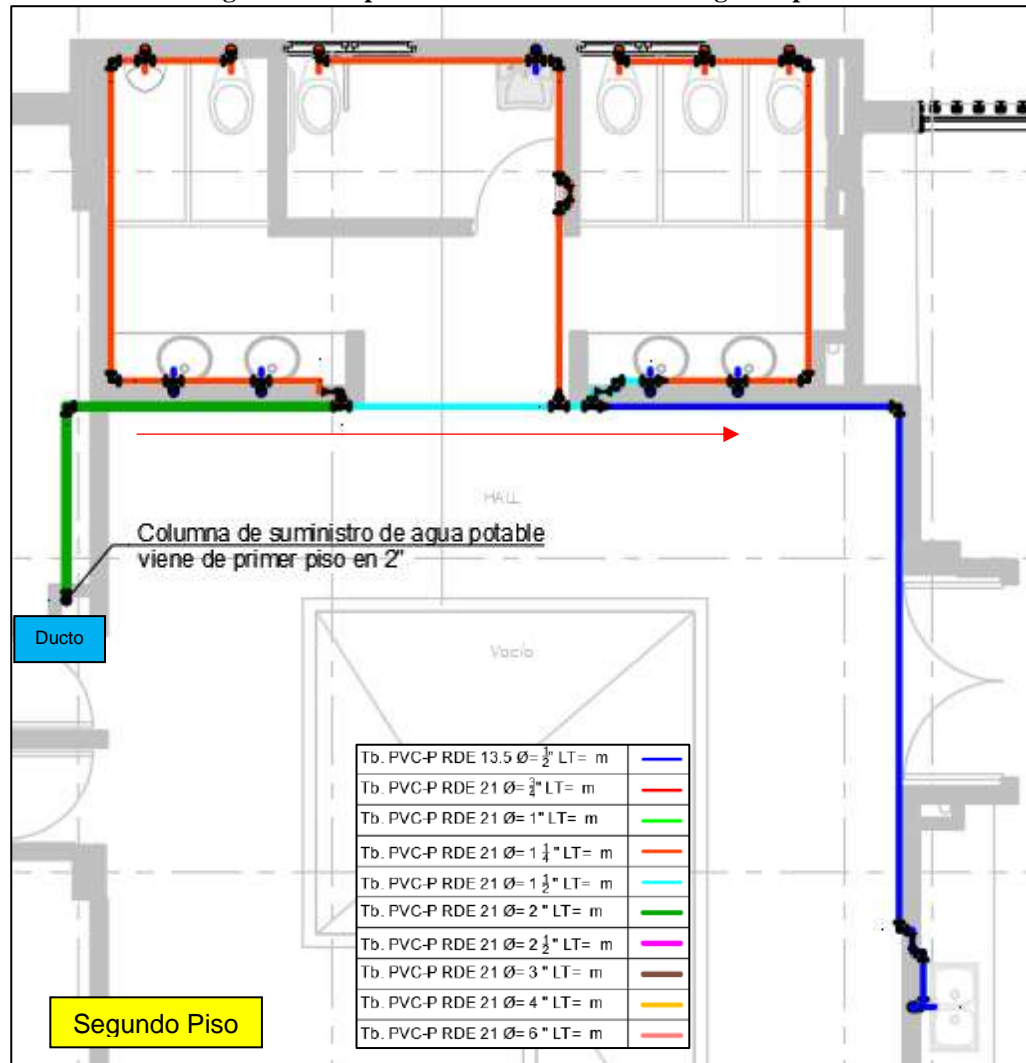 HALL
Columna de suministro de agua potable
viene de primer piso en 2"
Ducto
Vacío
Tb. PVC-P RDE 13.5 Ø= 1/2" LT= m
Tb. PVC-P RDE 21 Ø= 3/4" LT= m
Tb. PVC-P RDE 21 Ø= 1" LT= m
Tb. PVC-P RDE 21 Ø= 1 1/4" LT= m
Tb. PVC-P RDE 21 Ø= 1 1/2" LT= m
Tb. PVC-P RDE 21 Ø= 2" LT= m
Tb. PVC-P RDE 21 Ø= 2 1/2" LT= m
Tb. PVC-P RDE 21 Ø= 3" LT= m
Tb. PVC-P RDE 21 Ø= 4" LT= m
Tb. PVC-P RDE 21 Ø= 6" LT= m
Segundo Piso